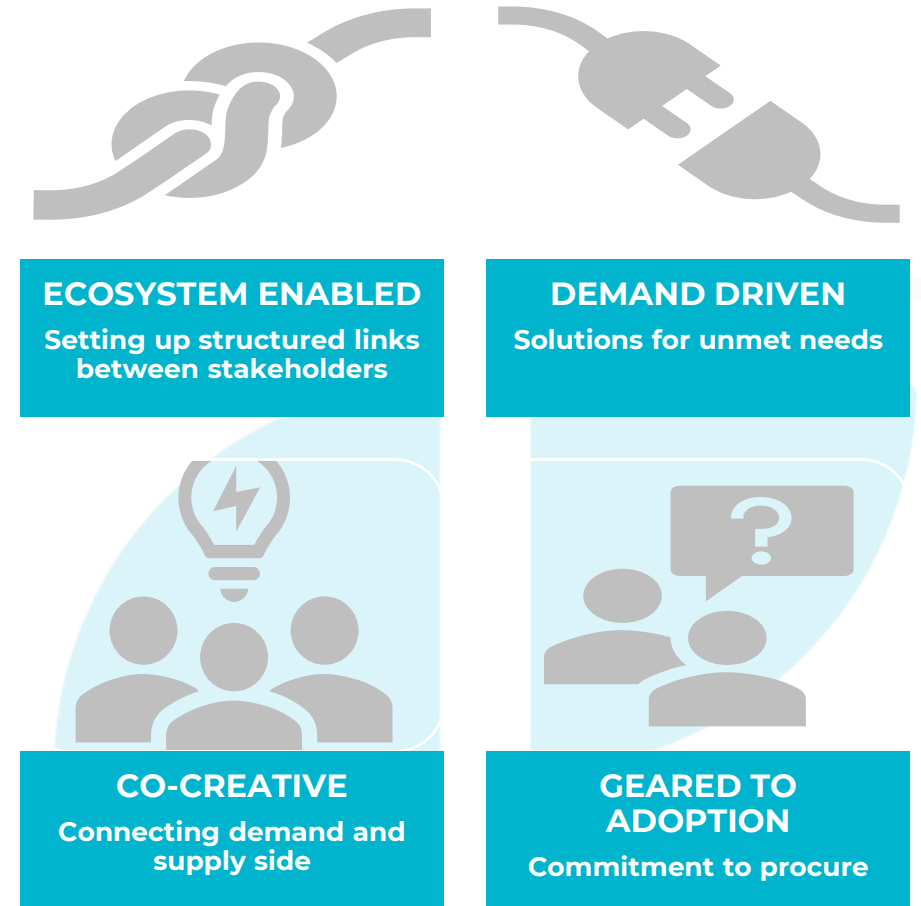 ECOSYSTEM ENABLED
Setting up structured links
between stakeholders
DEMAND DRIVEN
Solutions for unmet needs
?
CO-CREATIVE
Connecting demand and
supply side
GEARED TO
ADOPTION
Commitment to procure